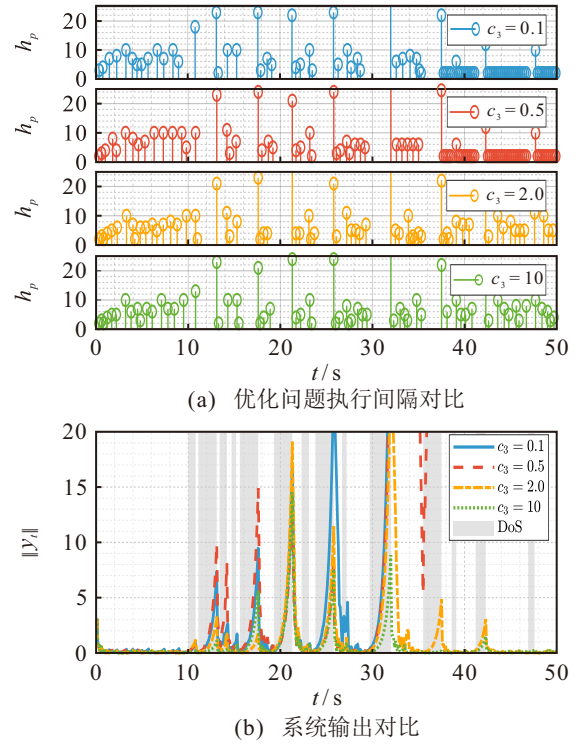 20
10
0
h_p
c_3 = 0.1
20
10
0
h_p
c_3 = 0.5
20
10
0
h_p
c_3 = 2.0
20
10
0
h_p
c_3 = 10
0 10 20 30 40 50
t / s
(a) 优化问题执行间隔对比
20
15
10
5
0
‖y_t‖
c_3 = 0.1
c_3 = 0.5
c_3 = 2.0
c_3 = 10
DoS
0 10 20 30 40 50
t / s
(b) 系统输出对比